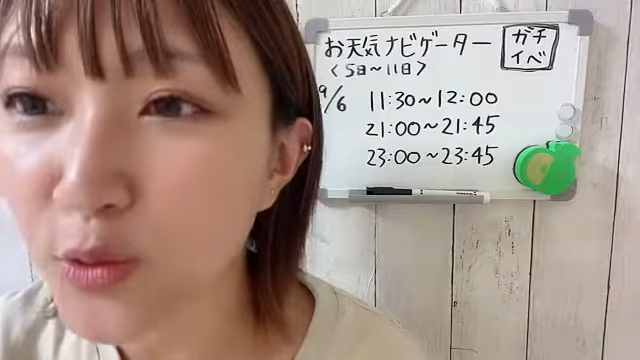 お天気ナビゲーター
<5日~11日>
ガチ
イベ
9/6 11:30~12:00
21:00~21:45
23:00~23:45